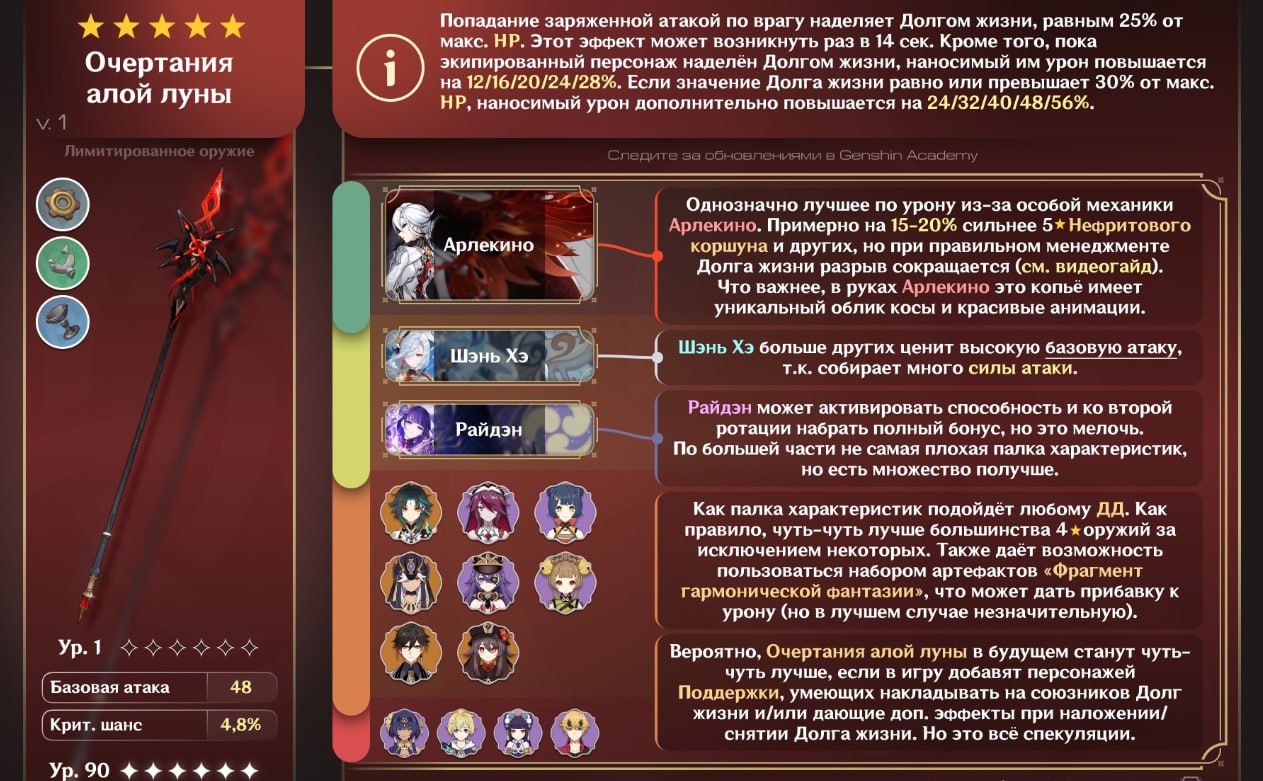 Очертания
алой луны
v. 1
Лимитированное оружие
Попадание заряженной атакой по врагу наделяет Долгом жизни, равным 25% от
макс. HP. Этот эффект может возникнуть раз в 14 сек. Кроме того, пока
экипированный персонаж наделён Долгом жизни, наносимый им урон повышается
на 12/16/20/24/28%. Если значение Долга жизни равно или превышает 30% от макс.
HP, наносимый урон дополнительно повышается на 24/32/40/48/56%.
Следите за обновлениями в Genshin Academy
Арлекино
Однозначно лучшее по урону из-за особой механики
Арлекино. Примерно на 15-20% сильнее 5★Нефритового
коршуна и других, но при правильном менеджменте
Долга жизни разрыв сокращается (см. видеогайд).
Что важнее, в руках Арлекино это копьё имеет
уникальный облик косы и красивые анимации.
Шэнь Хэ
Шэнь Хэ больше других ценит высокую базовую атаку,
т.к. собирает много силы атаки.
Райдэн
Райдэн может активировать способность и ко второй
ротации набрать полный бонус, но это мелочь.
По большей части не самая плохая палка характеристик,
но есть множество получше.
Как палка характеристик подойдёт любому ДД. Как
правило, чуть-чуть лучше большинства 4★оружий за
исключением некоторых. Также даёт возможность
пользоваться набором артефактов «Фрагмент
гармонической фантазии», что может дать прибавку к
урону (но в лучшем случае незначительную).
Вероятно, Очертания алой луны в будущем станут чуть-
чуть лучше, если в игру добавят персонажей
Поддержки, умеющих накладывать на союзников Долг
жизни и/или дающие доп. эффекты при наложении/
снятии Долга жизни. Но это всё спекуляции.
Ур. 1
Базовая атака 48
Крит. шанс 4,8%
Ур. 90